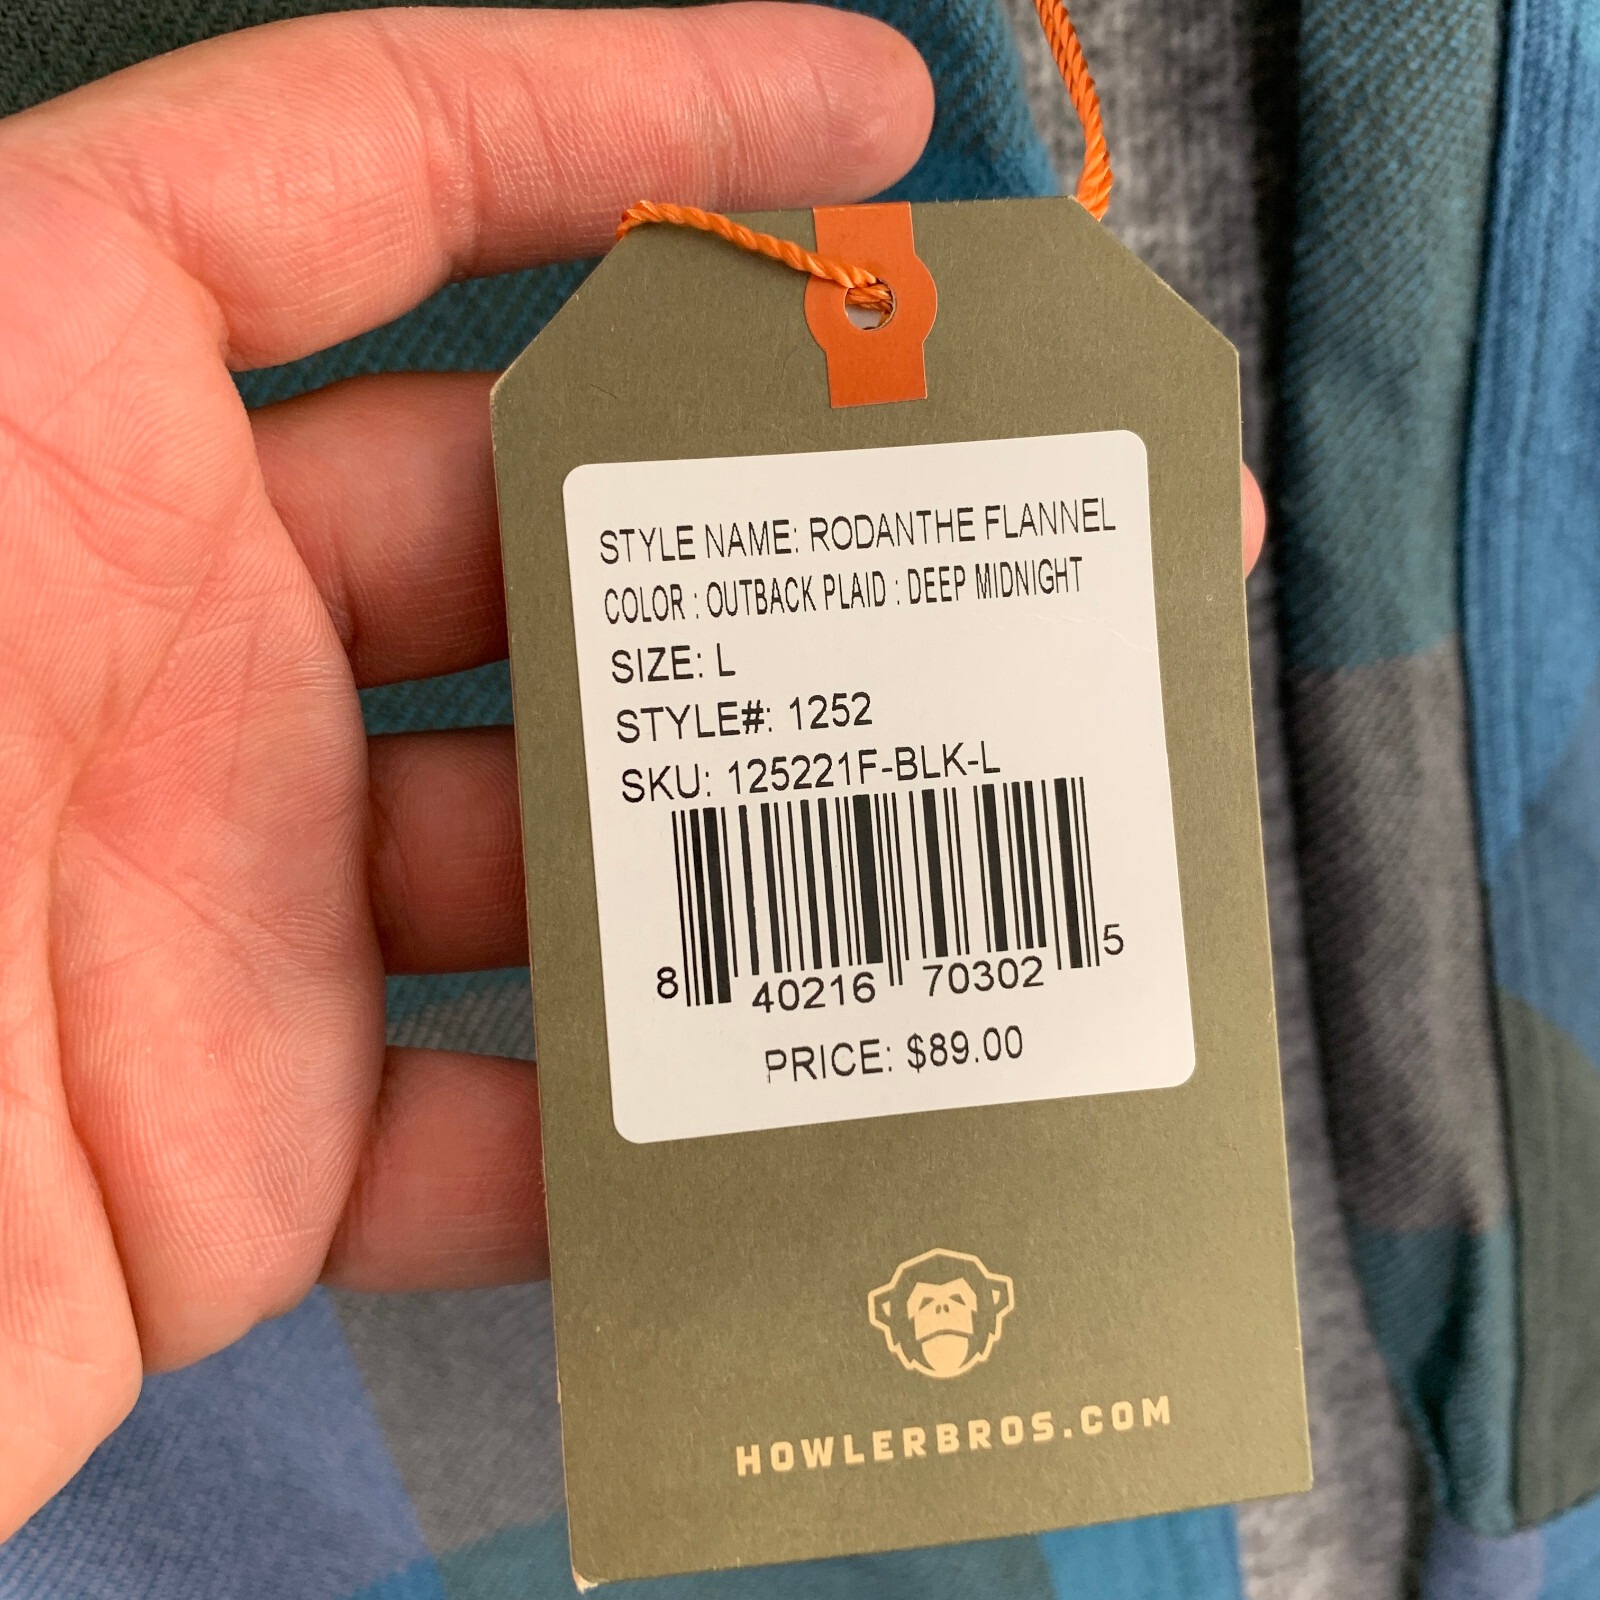 STYLE NAME: RODANTHE FLANNEL
COLOR : OUTBACK PLAID : DEEP MIDNIGHT
SIZE: L
STYLE#: 1252
SKU: 125221F-BLK-L
8 40216 70302 5
PRICE: $89.00
HOWLERBROS.COM